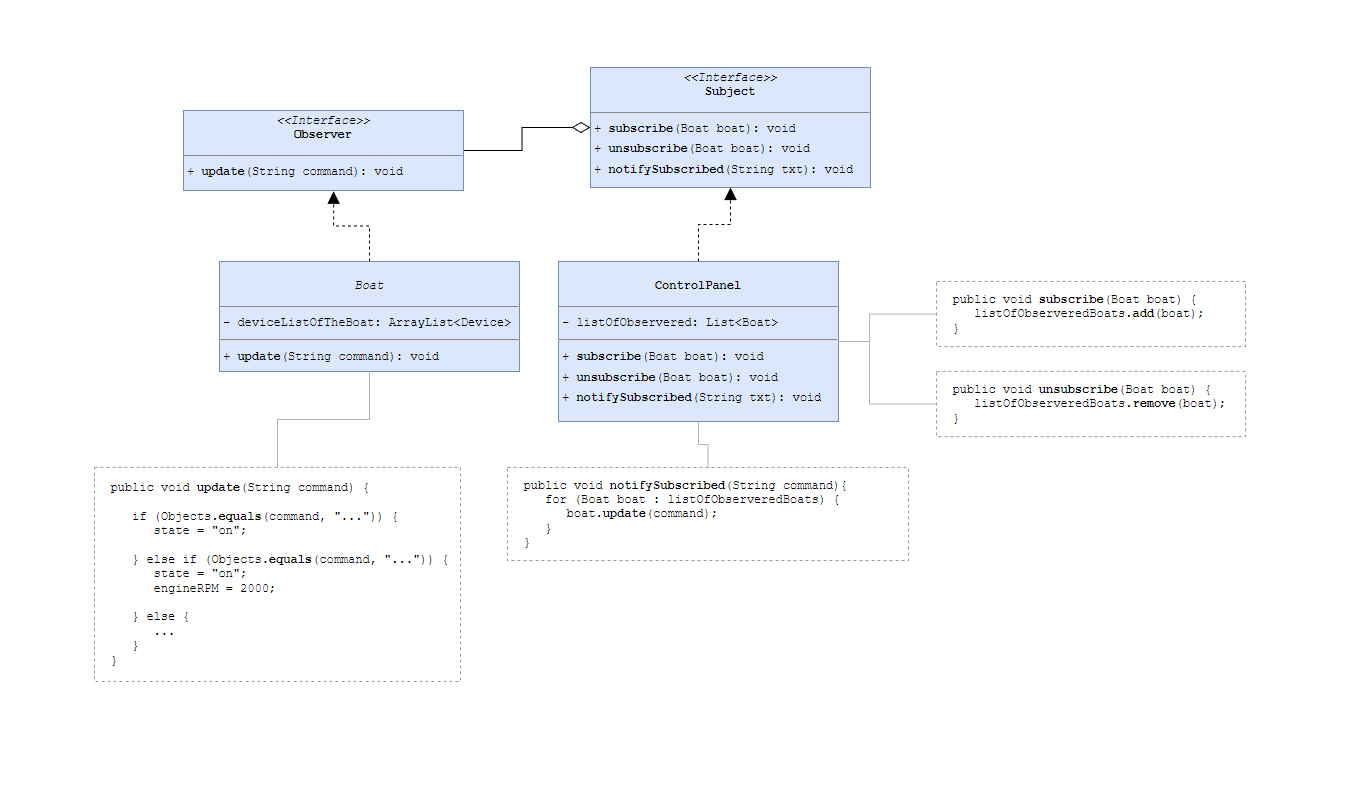 <<Interface>>
Subject
+ subscribe(Boat boat): void
+ unsubscribe(Boat boat): void
+ notifySubscribed(String txt): void
<<Interface>>
Observer
+ update(String command): void
Boat
- deviceListOfTheBoat: ArrayList<Device>
+ update(String command): void
ControlPanel
- listOfObservered: List<Boat>
+ subscribe(Boat boat): void
+ unsubscribe(Boat boat): void
+ notifySubscribed(String txt): void
public void subscribe(Boat boat) {
listOfObserveredBoats.add(boat);
}
public void unsubscribe(Boat boat) {
listOfObserveredBoats.remove(boat);
}
public void update(String command) {
if (Objects.equals(command, "...")) {
state = "on";
} else if (Objects.equals(command, "...")) {
state = "on";
engineRPM = 2000;
} else {
...
}
}
public void notifySubscribed(String command){
for (Boat boat : listOfObserveredBoats) {
boat.update(command);
}
}